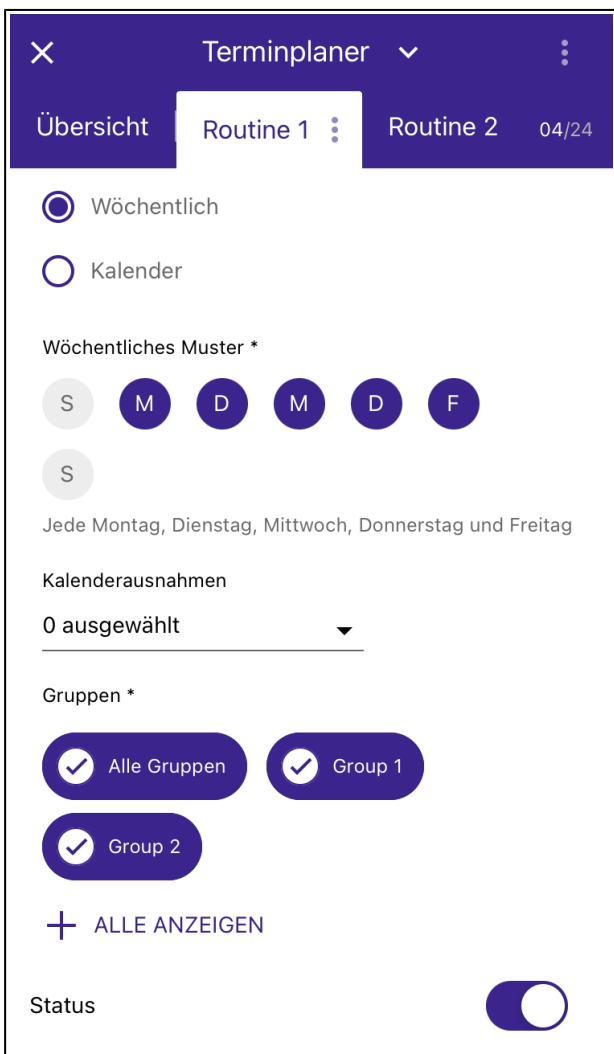 Terminplaner
Übersicht Routine 1 Routine 2 04/24
Wöchentlich
Kalender
Wöchentliches Muster *
S M D M D F
S
Jede Montag, Dienstag, Mittwoch, Donnerstag und Freitag
Kalenderausnahmen
0 ausgewählt
Gruppen *
Alle Gruppen Group 1
Group 2
ALLE ANZEIGEN
Status